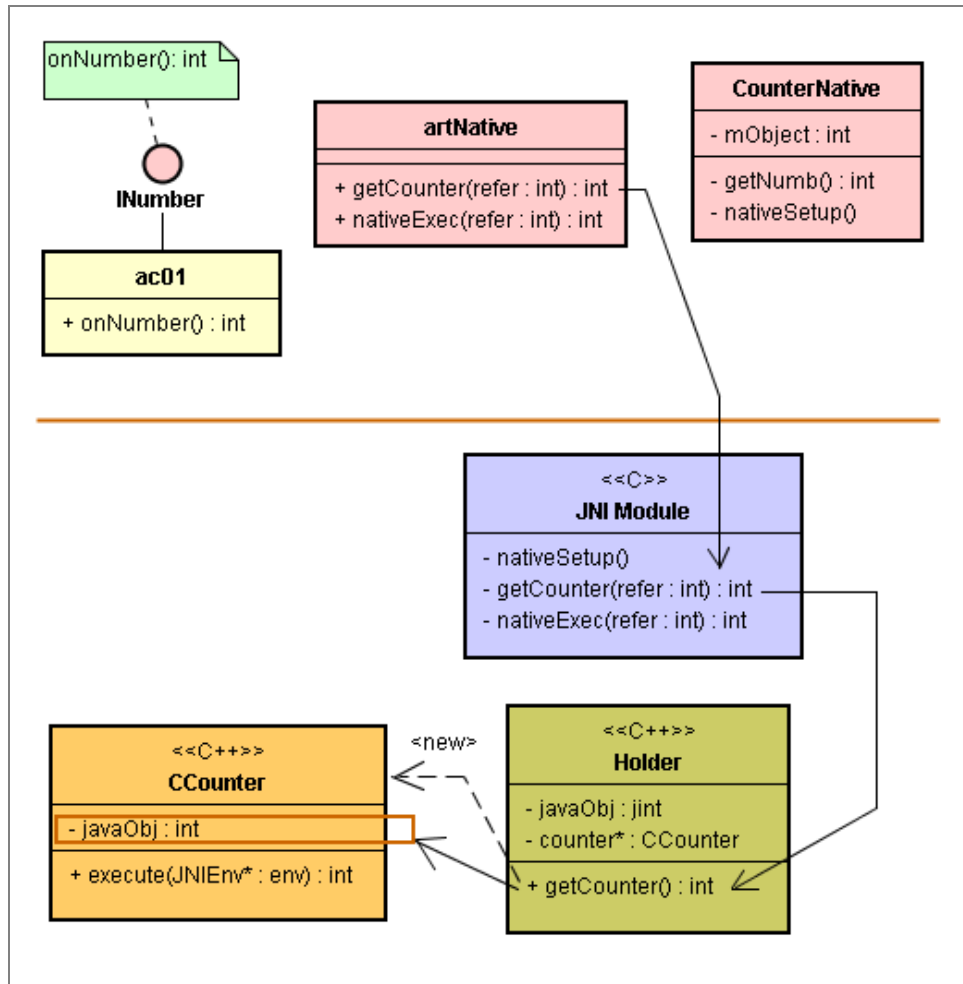 onNumber(): int
INumber
ac01
+ onNumber() : int
artNative
+ getCounter(refer : int) : int
+ nativeExec(refer : int) : int
CounterNative
- mObject : int
- getNumb() : int
- nativeSetup()
<<C>>
JNI Module
- nativeSetup()
- getCounter(refer : int) : int
- nativeExec(refer : int) : int
<<C++>>
CCounter
- javaObj : int
+ execute(JNIEnv* : env) : int
<new>
<<C++>>
Holder
- javaObj : jint
- counter* : CCounter
+ getCounter() : int